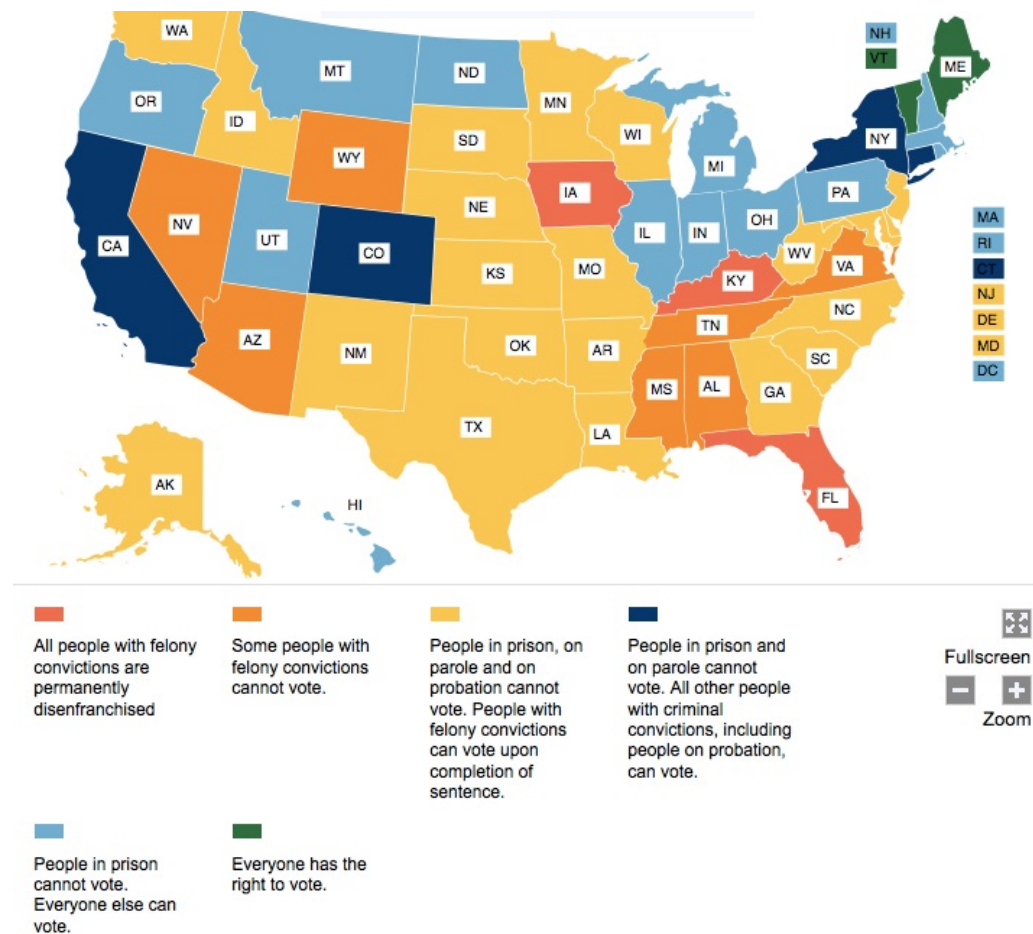 WA
NH
VT
ME
MT
ND
OR
MN
ID
SD
WI
NY
WY
MI
IA
PA
NE
NV
OH
IL
IN
MA
UT
RI
CA
CO
WV
CT
VA
KS
MO
KY
NJ
DE
NC
TN
AZ
MD
OK
AR
NM
SC
DC
MS
AL
GA
TX
LA
AK
FL
HI
All people with felony
convictions are
permanently
disenfranchised
Some people with
felony convictions
cannot vote.
People in prison, on
parole and on
probation cannot
vote. People with
felony convictions
can vote upon
completion of
sentence.
People in prison and
on parole cannot
vote. All other people
with criminal
convictions, including
people on probation,
can vote.
Fullscreen
Zoom
People in prison
cannot vote.
Everyone else can
vote.
Everyone has the
right to vote.